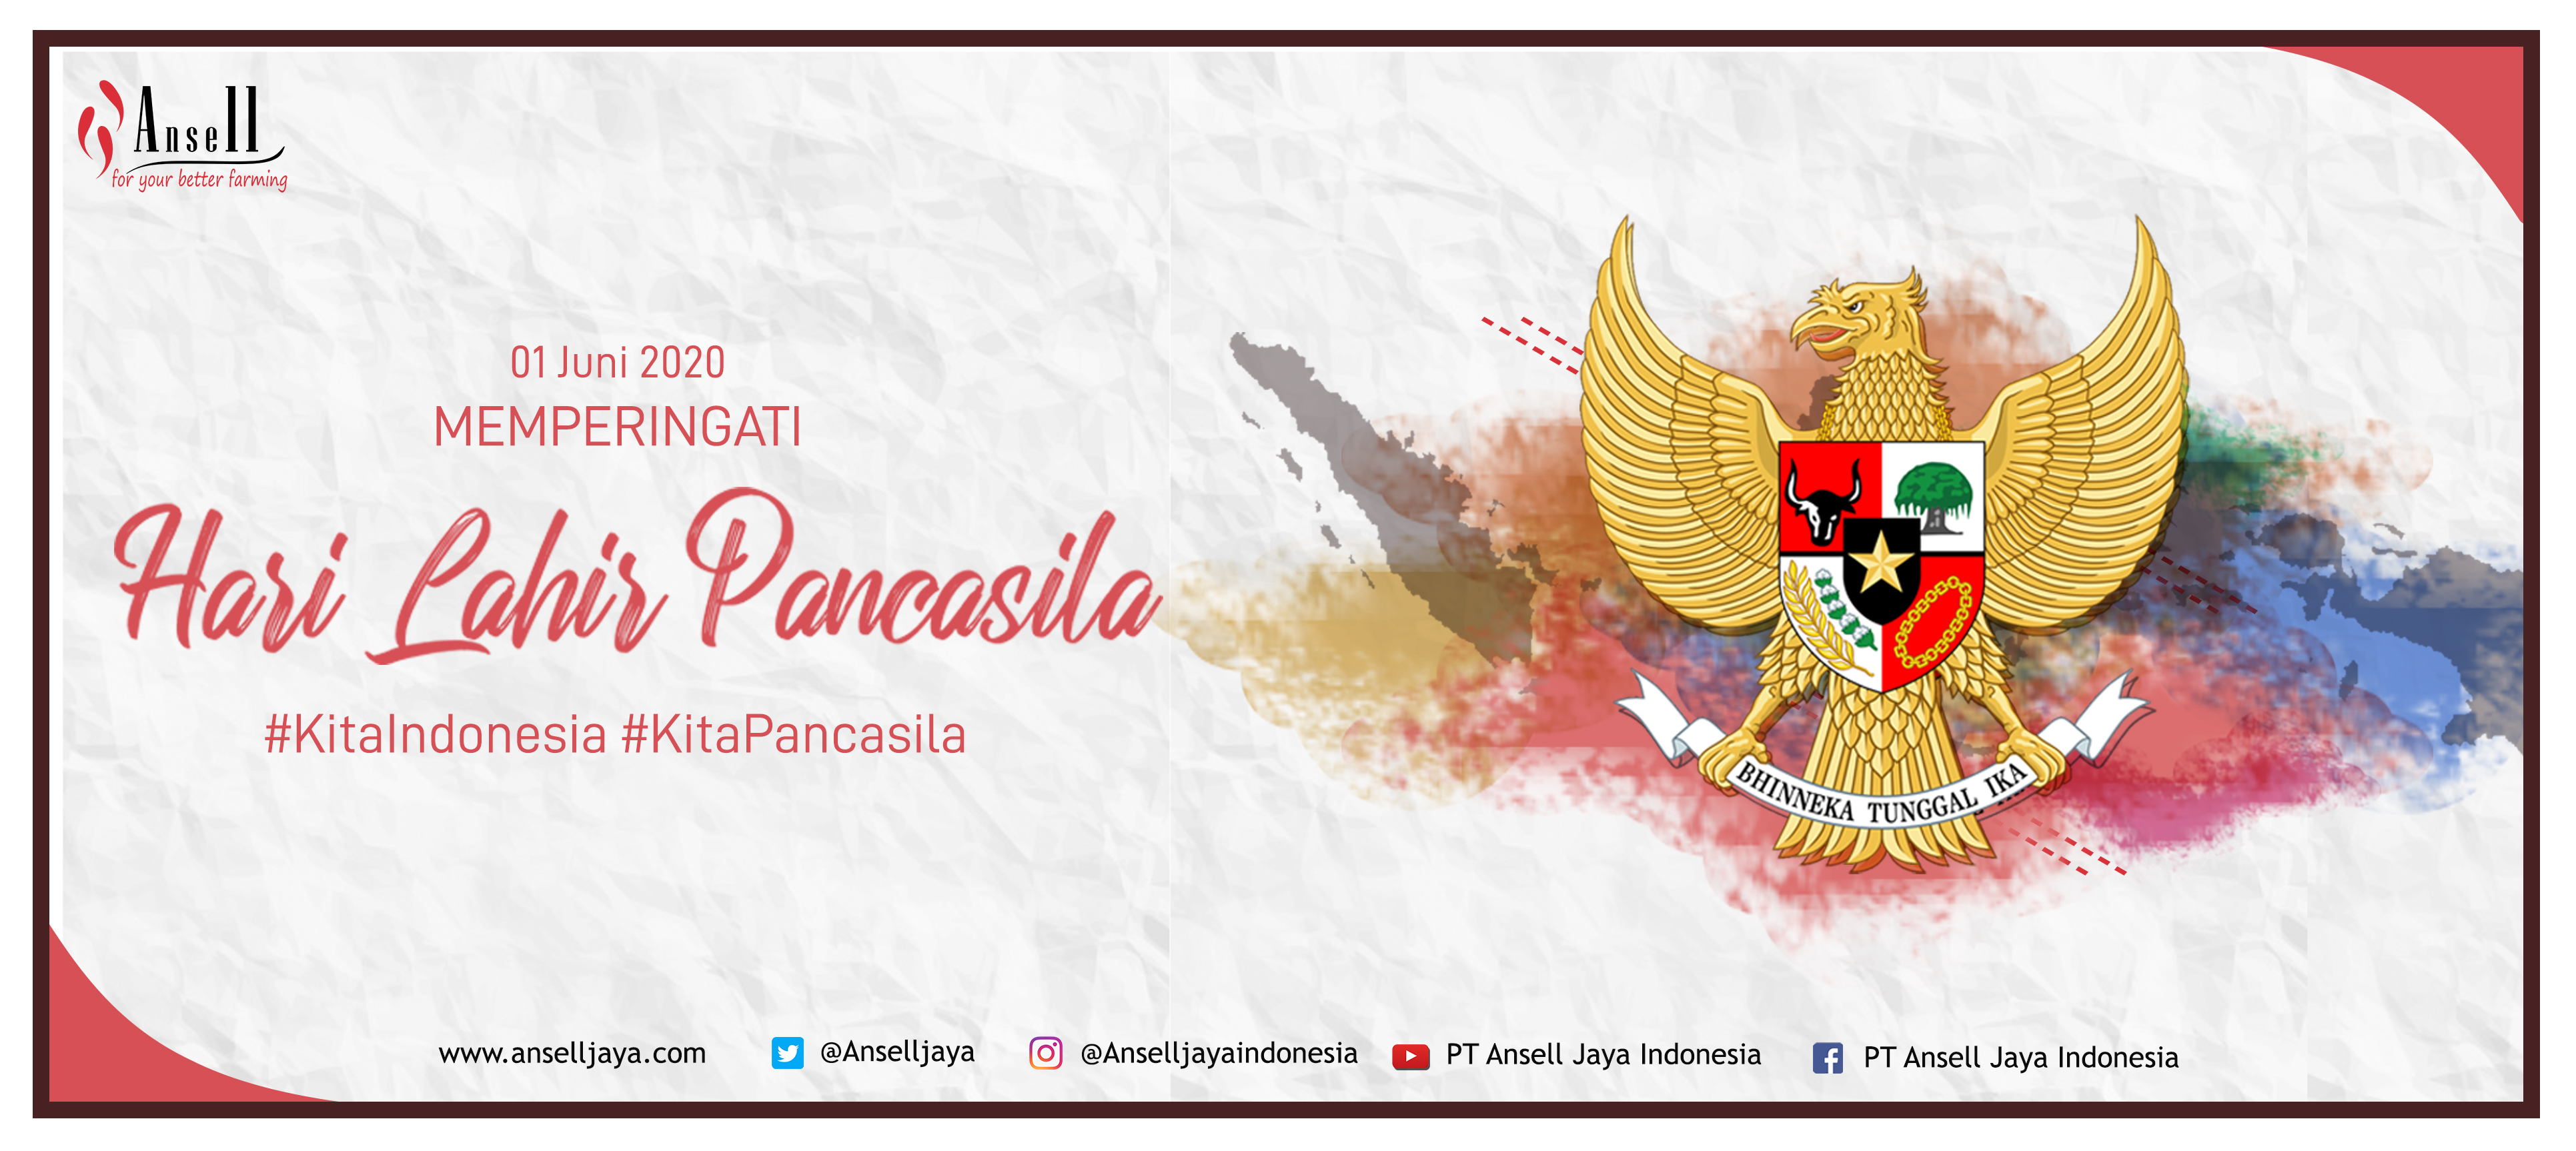 Ansell
for your better farming
01 Juni 2020
MEMPERINGATI
Hari Lahir Pancasila
#KitaIndonesia #KitaPancasila
BHINNEKA TUNGGAL IKA
www.anselljaya.com @Anselljaya @Anselljayaindonesia PT Ansell Jaya Indonesia PT Ansell Jaya Indonesia